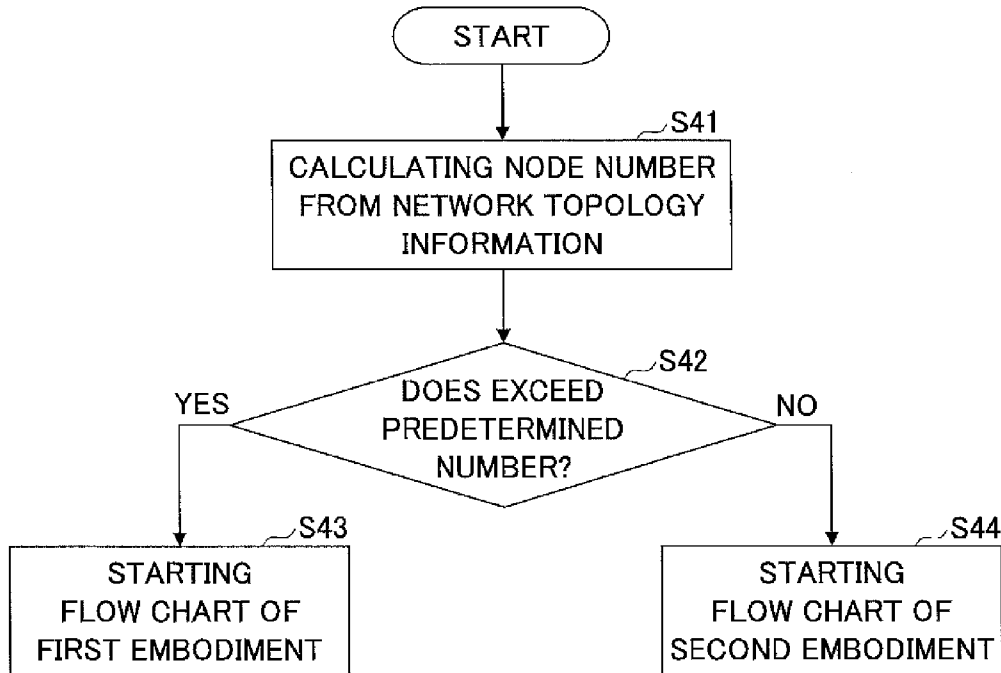 START
S41
CALCULATING NODE NUMBER
FROM NETWORK TOPOLOGY
INFORMATION
S42
DOES EXCEED
PREDETERMINED
NUMBER?
YES
NO
S43
STARTING
FLOW CHART OF
FIRST EMBODIMENT
S44
STARTING
FLOW CHART OF
SECOND EMBODIMENT